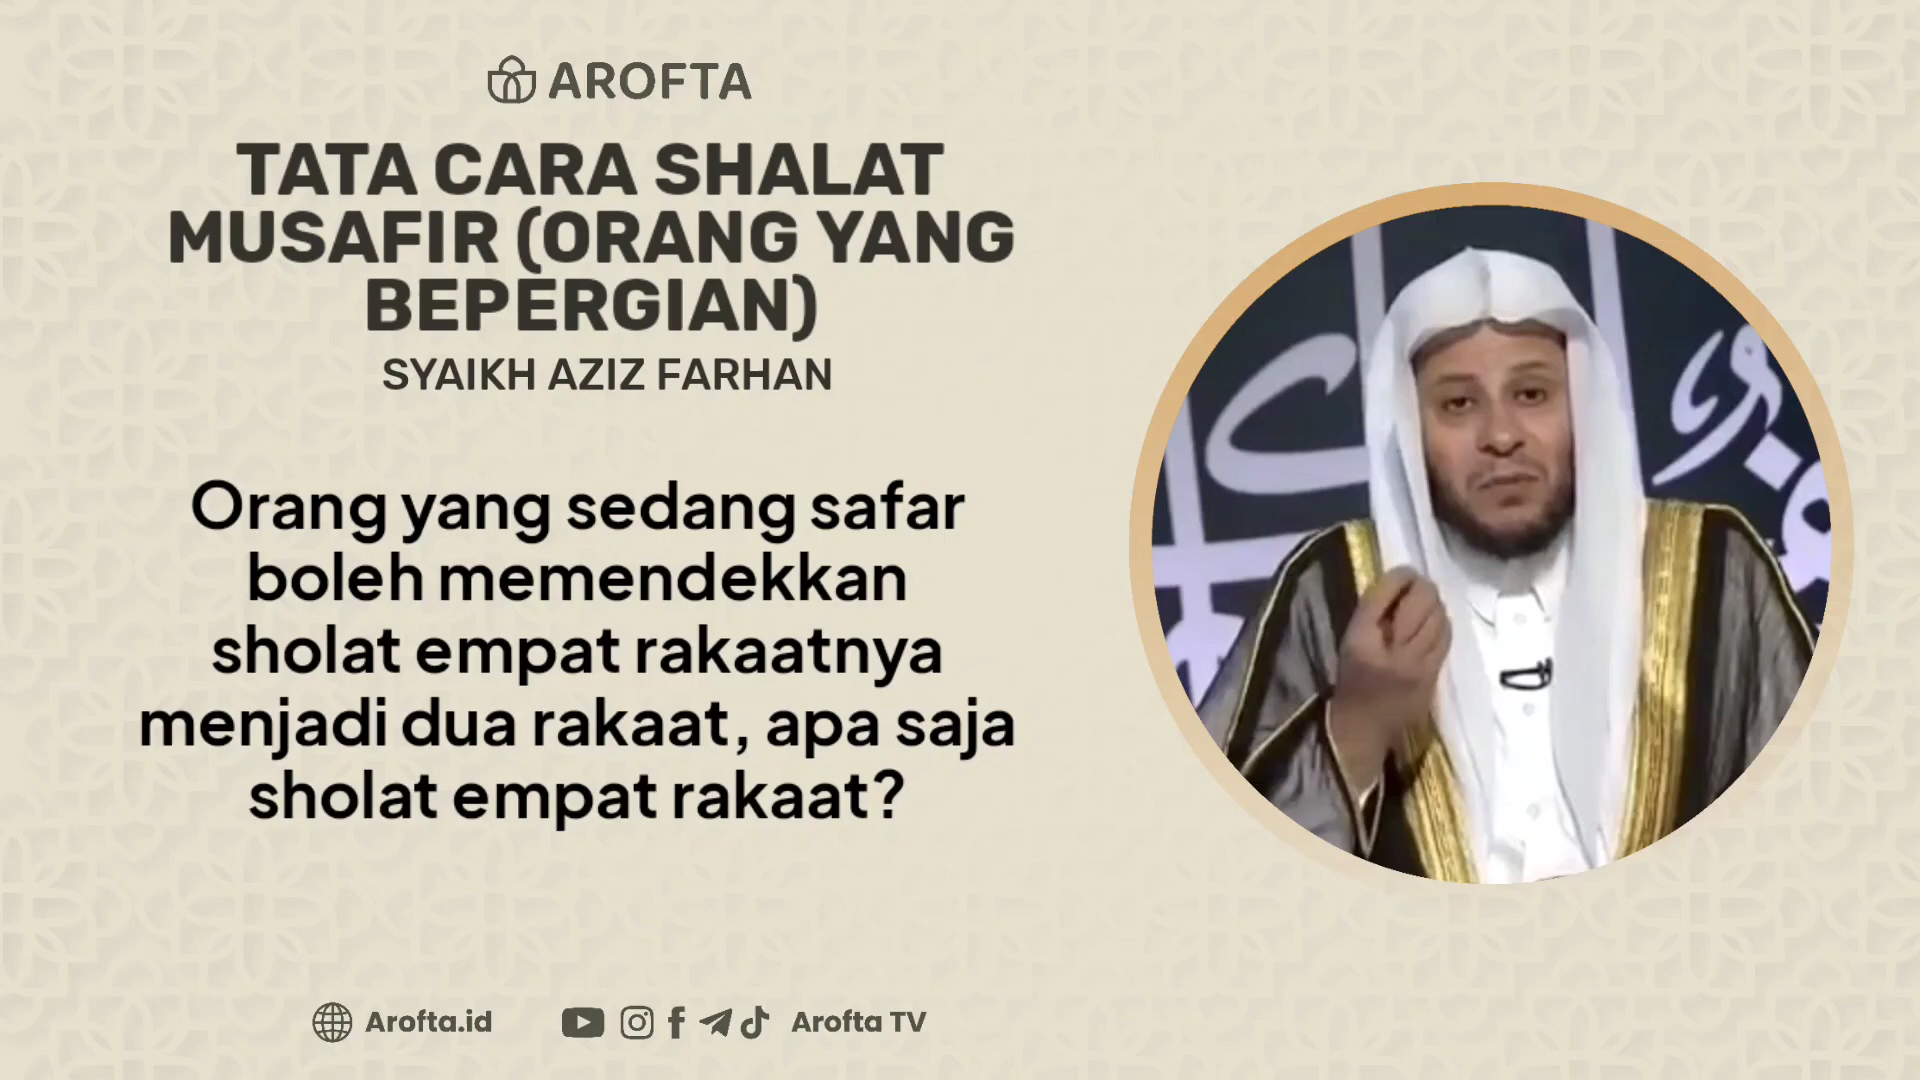 AROFTA
TATA CARA SHALAT
MUSAFIR (ORANG YANG
BEPERGIAN)
SYAIKH AZIZ FARHAN
Orang yang sedang safar
boleh memendekkan
sholat empat rakaatnya
menjadi dua rakaat, apa saja
sholat empat rakaat?
Arofta.id
Arofta TV